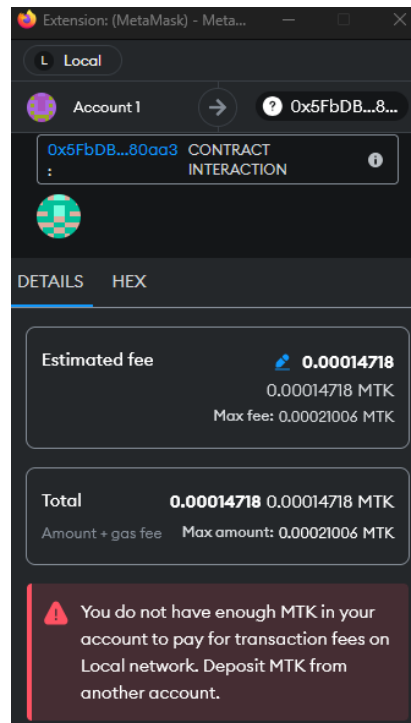 Extension: (MetaMask) - Meta...
L Local
Account 1 ? 0x5FbDB...8...
0x5FbDB...80aa3 CONTRACT
: INTERACTION
DETAILS HEX
Estimated fee 0.00014718
0.00014718 MTK
Max fee: 0.00021006 MTK
Total 0.00014718 0.00014718 MTK
Amount + gas fee Max amount: 0.00021006 MTK
You do not have enough MTK in your
account to pay for transaction fees on
Local network. Deposit MTK from
another account.